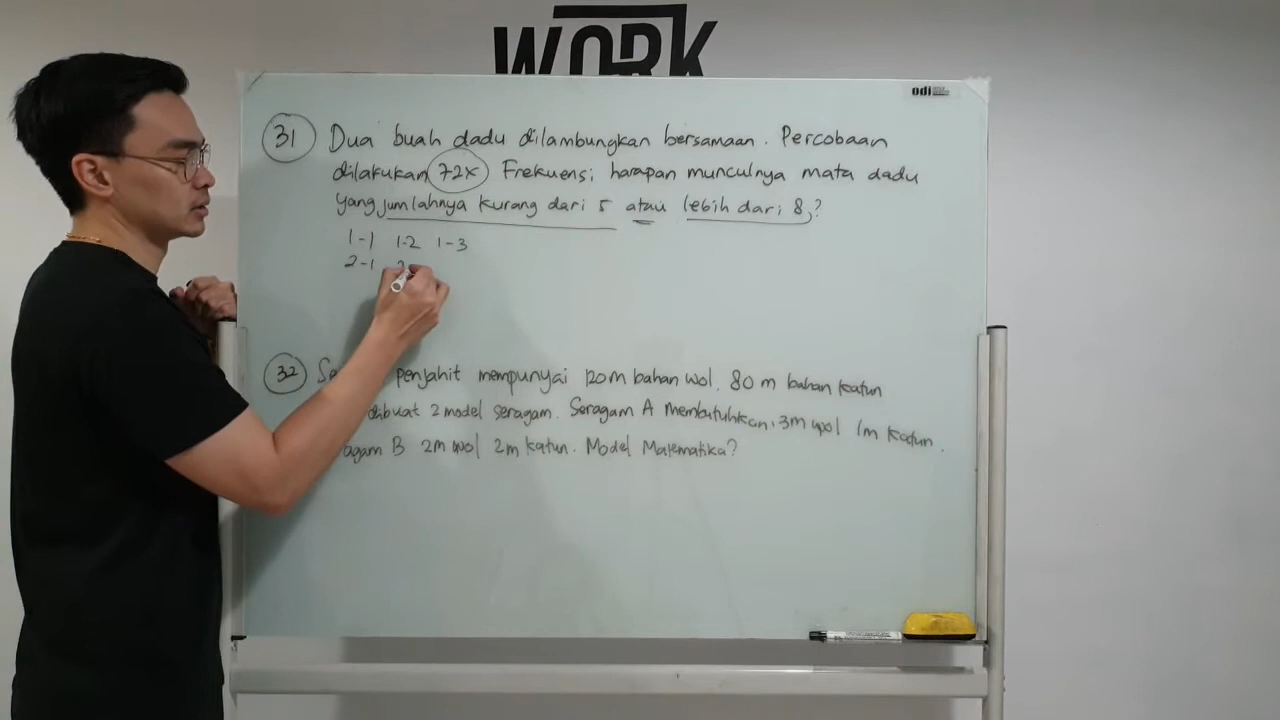 WORK
odi
31 Dua buah dadu dilambungkan bersamaan. Percobaan
dilakukan 72x Frekuensi harapan munculnya mata dadu
yang jumlahnya kurang dari 5 atau lebih dari 8,?
1-1 1-2 1-3
2-1 2
32 penjahit mempunyai 120m bahan wol, 80 m bahan katun
dibuat 2 model seragam. Seragam A membutuhkan, 3m wol 1m katun.
agam B 2m wol 2m katun. Model Matematika?